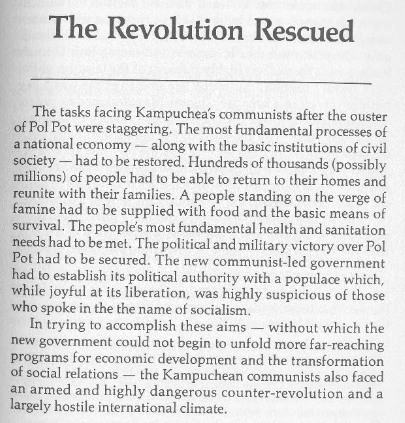 The Revolution Rescued
The tasks facing Kampuchea's communists after the ouster
of Pol Pot were staggering. The most fundamental processes of
a national economy — along with the basic institutions of civil
society — had to be restored. Hundreds of thousands (possibly
millions) of people had to be able to return to their homes and
reunite with their families. A people standing on the verge of
famine had to be supplied with food and the basic means of
survival. The people's most fundamental health and sanitation
needs had to be met. The political and military victory over Pol
Pot had to be secured. The new communist-led government
had to establish its political authority with a populace which,
while joyful at its liberation, was highly suspicious of those
who spoke in the the name of socialism.
In trying to accomplish these aims — without which the
new government could not begin to unfold more far-reaching
programs for economic development and the transformation
of social relations — the Kampuchean communists also faced
an armed and highly dangerous counter-revolution and a
largely hostile international climate.